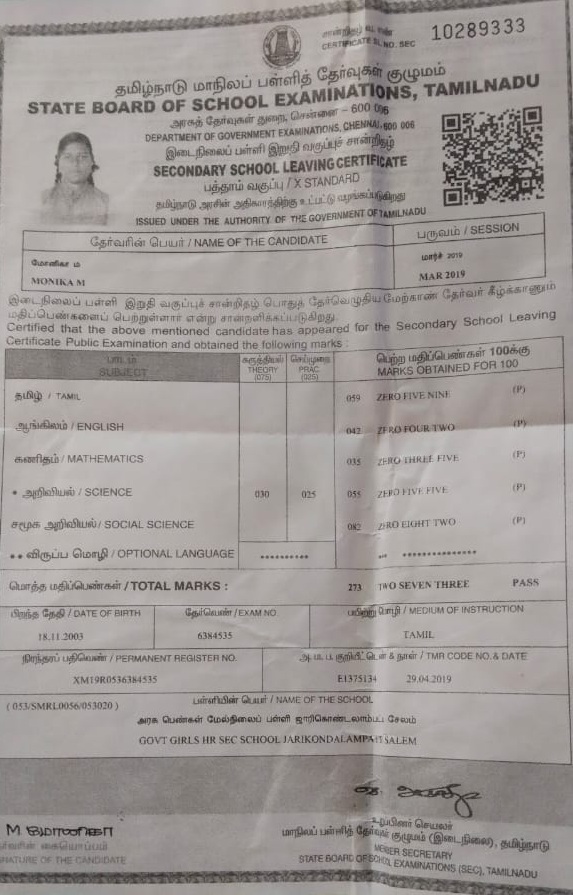 சான்றிதழ் வ. எண்
CERTIFICATE SL.NO. SEC 10289333
தமிழ்நாடு மாநிலப் பள்ளித் தேர்வுகள் குழுமம்
STATE BOARD OF SCHOOL EXAMINATIONS, TAMILNADU
அரசுத் தேர்வுகள் துறை, சென்னை – 600 006
DEPARTMENT OF GOVERNMENT EXAMINATIONS, CHENNAI, 600 006
இடைநிலைப் பள்ளி இறுதி வகுப்புச் சான்றிதழ்
SECONDARY SCHOOL LEAVING CERTIFICATE
பத்தாம் வகுப்பு / X STANDARD
தமிழ்நாடு அரசின் அதிகாரத்திற்கு உட்பட்டு வழங்கப்படுகிறது
ISSUED UNDER THE AUTHORITY OF THE GOVERNMENT OF TAMILNADU
தேர்வரின் பெயர் / NAME OF THE CANDIDATE பருவம் / SESSION
மோனிகா ம மார்ச் 2019
MONIKA M MAR 2019
இடைநிலைப் பள்ளி இறுதி வகுப்புச் சான்றிதழ் பொதுத் தேர்வெழுதிய மேற்காண் தேர்வர் கீழ்க்காணும்
மதிப்பெண்களைப் பெற்றுள்ளார் என்று சான்றளிக்கப்படுகிறது.
Certified that the above mentioned candidate has appeared for the Secondary School Leaving
Certificate Public Examination and obtained the following marks :
பாடம் கருத்தியல் செய்முறை பெற்ற மதிப்பெண்கள் 100க்கு
SUBJECT THEORY PRAC. MARKS OBTAINED FOR 100
(075) (025)
தமிழ் / TAMIL 059 ZERO FIVE NINE (P)
ஆங்கிலம் / ENGLISH 042 ZERO FOUR TWO (P)
கணிதம் / MATHEMATICS 035 ZERO THREE FIVE (P)
* அறிவியல் / SCIENCE 030 025 055 ZERO FIVE FIVE (P)
சமூக அறிவியல் / SOCIAL SCIENCE 082 ZERO EIGHT TWO (P)
** விருப்ப மொழி / OPTIONAL LANGUAGE ********** *** ***************
மொத்த மதிப்பெண்கள் / TOTAL MARKS : 273 TWO SEVEN THREE PASS
பிறந்த தேதி / DATE OF BIRTH தேர்வெண் / EXAM NO. பயிற்று மொழி / MEDIUM OF INSTRUCTION
18.11.2003 6384535 TAMIL
நிரந்தரப் பதிவெண் / PERMANENT REGISTER NO. அ. ம. ப. குறியீட்டெண் & நாள் / TMR CODE NO. & DATE
XM19R0536384535 E1375134 29.04.2019
( 053/SMRL0056/053020 ) பள்ளியின் பெயர் / NAME OF THE SCHOOL
அரசு பெண்கள் மேல்நிலைப் பள்ளி ஜாரிகொண்டலாம்பட்டி சேலம்
GOVT GIRLS HR SEC SCHOOL JARIKONDALAMPATTI SALEM
M மோனிகா
கையொப்பம்
OF THE CANDIDATE
உறுப்பினர் செயலர்
மாநிலப் பள்ளித் தேர்வுகள் குழுமம் (இடைநிலை), தமிழ்நாடு
MEMBER SECRETARY
STATE BOARD OF SCHOOL EXAMINATIONS (SEC), TAMILNADU